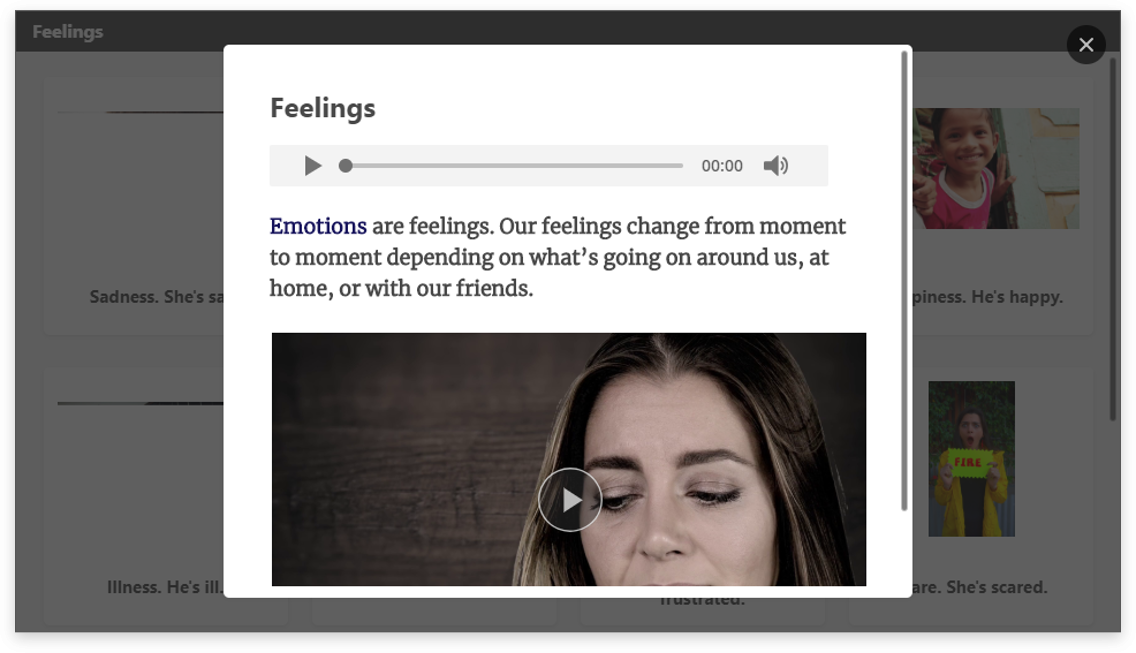 Feelings
Feelings
00:00
Emotions are feelings. Our feelings change from moment
to moment depending on what’s going on around us, at
home, or with our friends.
Sadness. She's sa
piness. He's happy.
FIRE
Illness. He's ill.
frustrated.
are. She's scared.